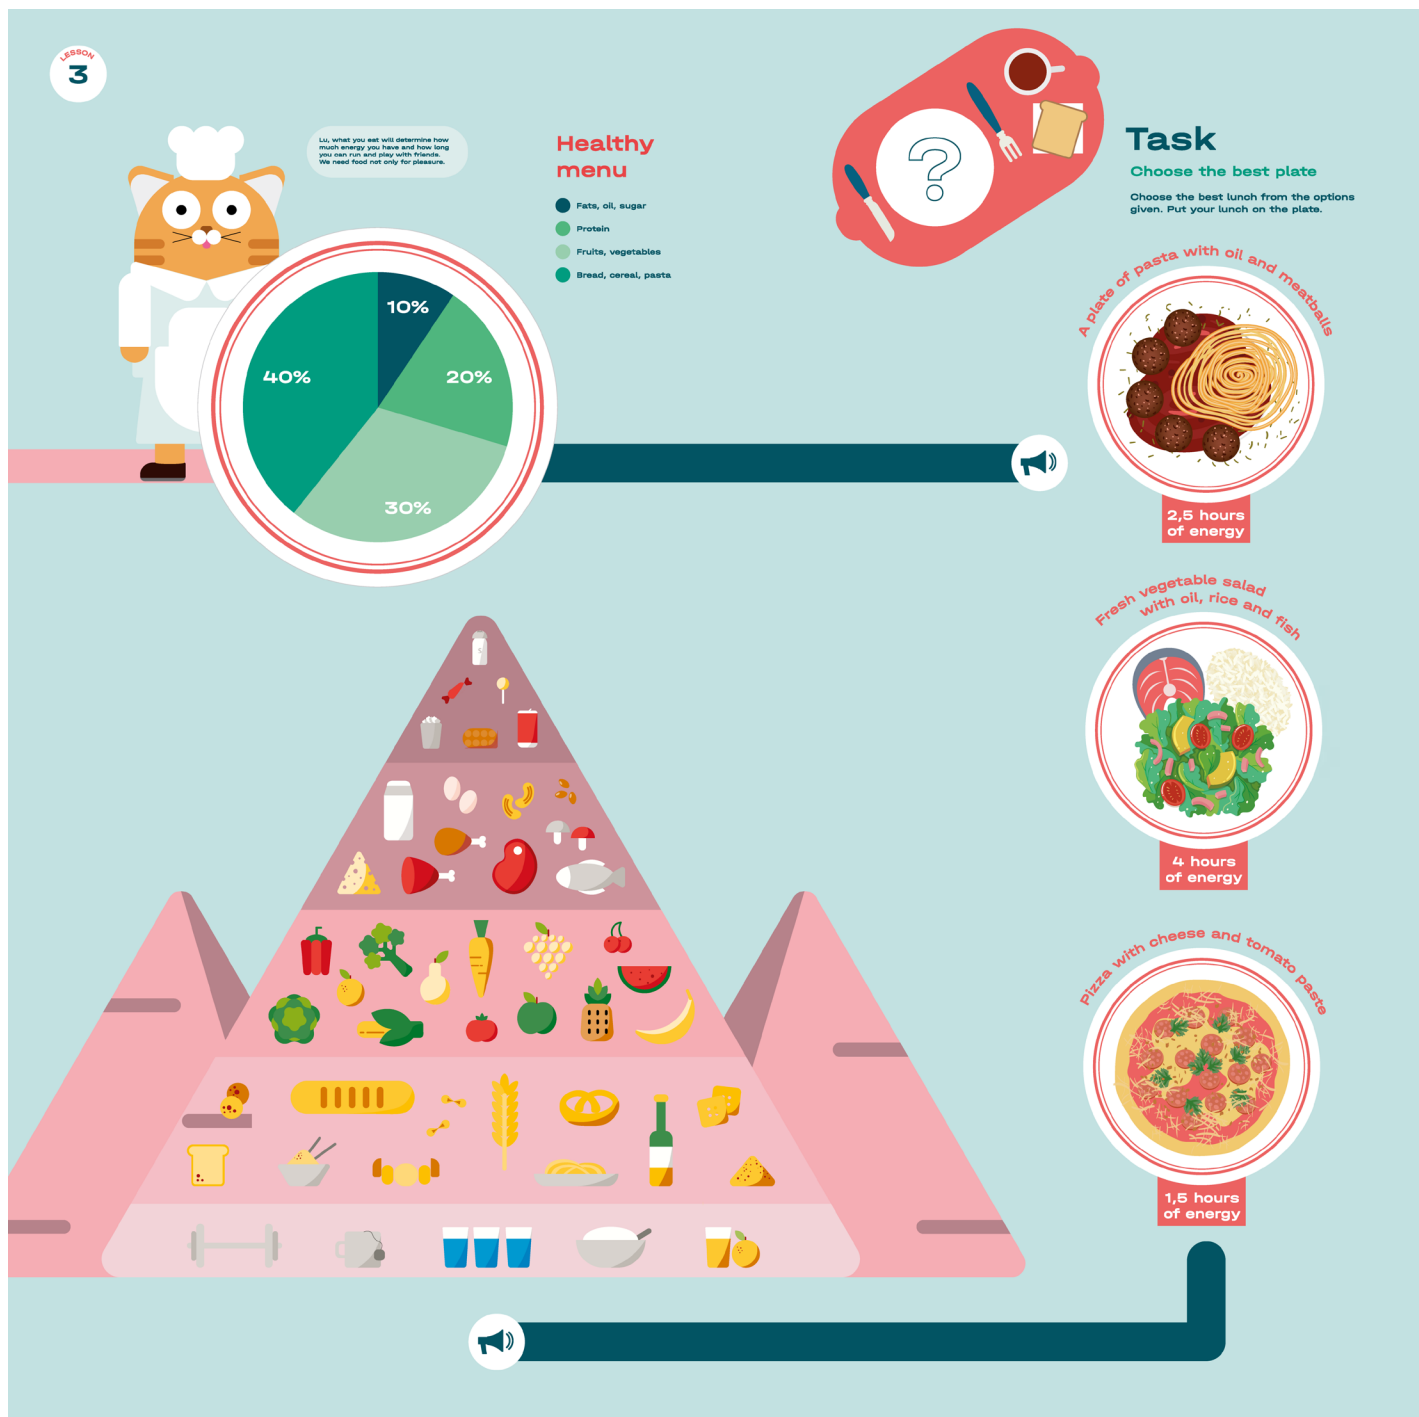 LESSON
3
Lu, what you eat will determine how
much energy you have and how long
you can run and play with friends.
We need food not only for pleasure.
Healthy
menu
Fats, oil, sugar
Protein
Fruits, vegetables
Bread, cereal, pasta
10%
20%
30%
40%
?
Task
Choose the best plate
Choose the best lunch from the options
given. Put your lunch on the plate.
A plate of pasta with oil and meatballs
2,5 hours
of energy
Fresh vegetable salad
with oil, rice and fish
4 hours
of energy
Pizza with cheese and tomato paste
1,5 hours
of energy